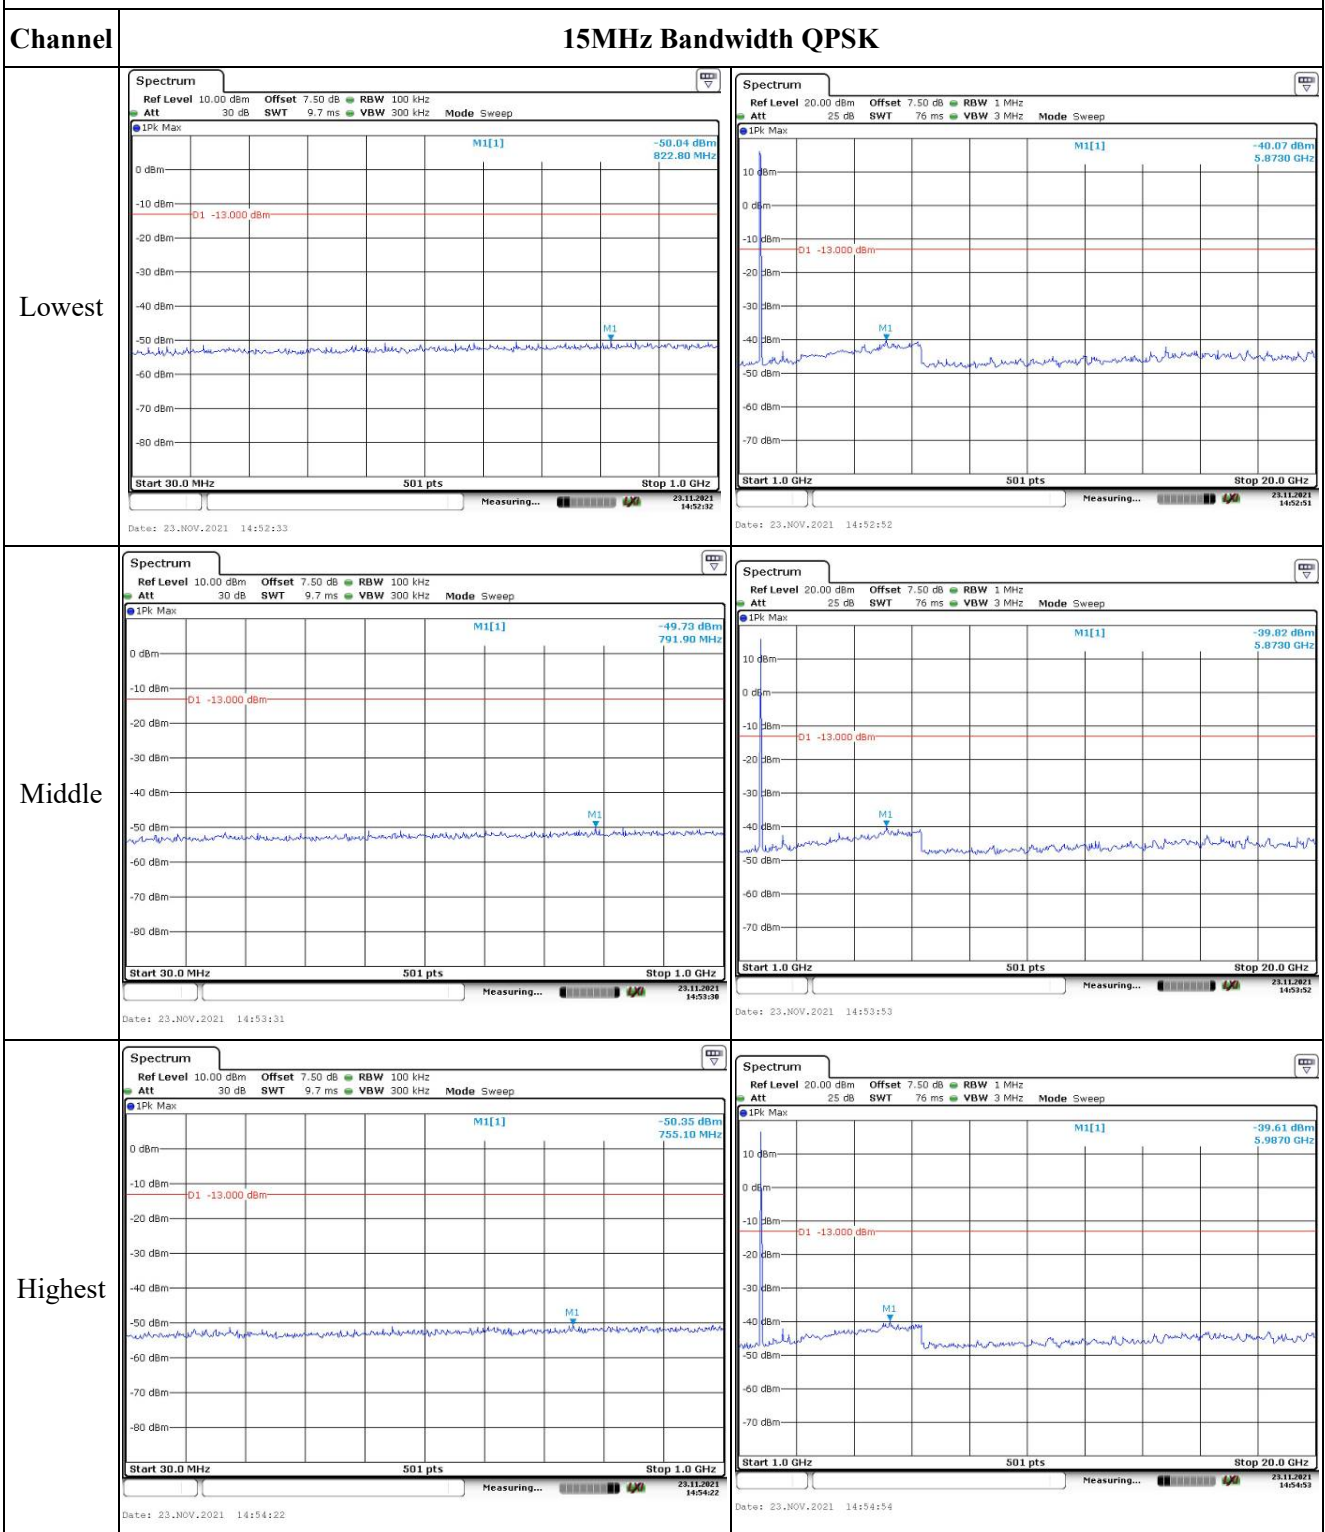 Channel 15MHz Bandwidth QPSK
Lowest
Spectrum
Ref Level 10.00 dBm Offset 7.50 dB RBW 100 kHz
Att 30 dB SWT 9.7 ms VBW 300 kHz Mode Sweep
1Pk Max
M1[1] -50.04 dBm
822.80 MHz
0 dBm
-10 dBm
D1 -13.000 dBm
-20 dBm
-30 dBm
-40 dBm
M1
-50 dBm
-60 dBm
-70 dBm
-80 dBm
Start 30.0 MHz 501 pts Stop 1.0 GHz
Measuring... 23.11.2021
14:52:32
Date: 23.NOV.2021 14:52:33
Spectrum
Ref Level 20.00 dBm Offset 7.50 dB RBW 1 MHz
Att 25 dB SWT 76 ms VBW 3 MHz Mode Sweep
1Pk Max
M1[1] -40.07 dBm
5.8730 GHz
10 dBm
0 dBm
-10 dBm
D1 -13.000 dBm
-20 dBm
-30 dBm
M1
-40 dBm
-50 dBm
-60 dBm
-70 dBm
Start 1.0 GHz 501 pts Stop 20.0 GHz
Measuring... 23.11.2021
14:52:51
Date: 23.NOV.2021 14:52:52
Middle
Spectrum
Ref Level 10.00 dBm Offset 7.50 dB RBW 100 kHz
Att 30 dB SWT 9.7 ms VBW 300 kHz Mode Sweep
1Pk Max
M1[1] -49.73 dBm
791.90 MHz
0 dBm
-10 dBm
D1 -13.000 dBm
-20 dBm
-30 dBm
-40 dBm
M1
-50 dBm
-60 dBm
-70 dBm
-80 dBm
Start 30.0 MHz 501 pts Stop 1.0 GHz
Measuring... 23.11.2021
14:53:30
Date: 23.NOV.2021 14:53:31
Spectrum
Ref Level 20.00 dBm Offset 7.50 dB RBW 1 MHz
Att 25 dB SWT 76 ms VBW 3 MHz Mode Sweep
1Pk Max
M1[1] -39.82 dBm
5.8730 GHz
10 dBm
0 dBm
-10 dBm
D1 -13.000 dBm
-20 dBm
-30 dBm
M1
-40 dBm
-50 dBm
-60 dBm
-70 dBm
Start 1.0 GHz 501 pts Stop 20.0 GHz
Measuring... 23.11.2021
14:53:52
Date: 23.NOV.2021 14:53:53
Highest
Spectrum
Ref Level 10.00 dBm Offset 7.50 dB RBW 100 kHz
Att 30 dB SWT 9.7 ms VBW 300 kHz Mode Sweep
1Pk Max
M1[1] -50.35 dBm
755.10 MHz
0 dBm
-10 dBm
D1 -13.000 dBm
-20 dBm
-30 dBm
-40 dBm
M1
-50 dBm
-60 dBm
-70 dBm
-80 dBm
Start 30.0 MHz 501 pts Stop 1.0 GHz
Measuring... 23.11.2021
14:54:22
Date: 23.NOV.2021 14:54:22
Spectrum
Ref Level 20.00 dBm Offset 7.50 dB RBW 1 MHz
Att 25 dB SWT 76 ms VBW 3 MHz Mode Sweep
1Pk Max
M1[1] -39.61 dBm
5.9870 GHz
10 dBm
0 dBm
-10 dBm
D1 -13.000 dBm
-20 dBm
-30 dBm
M1
-40 dBm
-50 dBm
-60 dBm
-70 dBm
Start 1.0 GHz 501 pts Stop 20.0 GHz
Measuring... 23.11.2021
14:54:53
Date: 23.NOV.2021 14:54:54